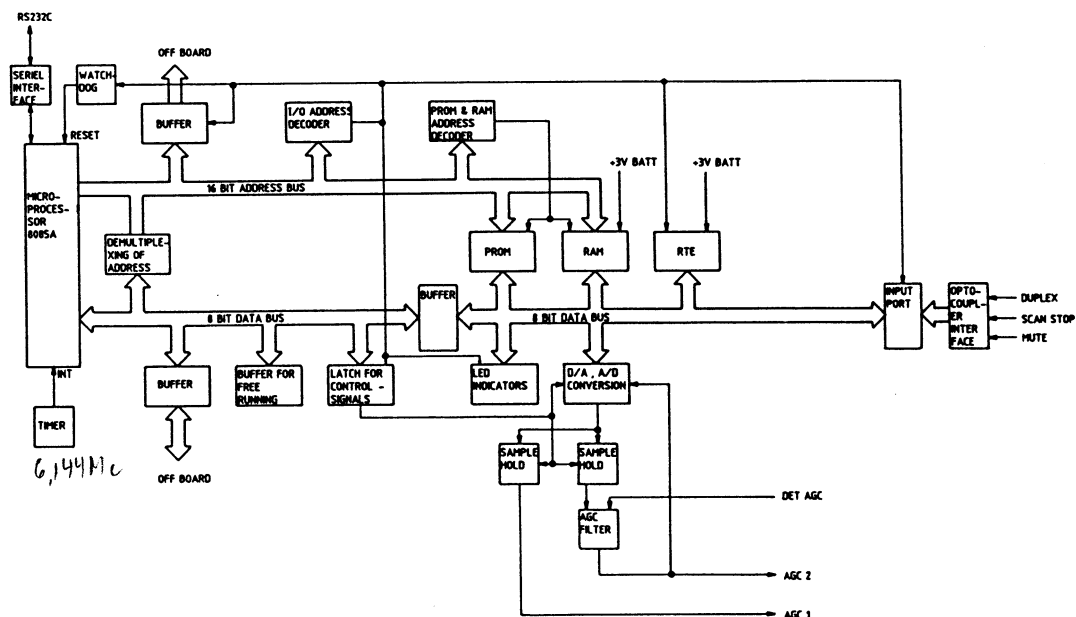 RS232C
SERIEL
INTER-
FACE
WATCH-
DOG
OFF BOARD
BUFFER
I/O ADDRESS
DECODER
PROM & RAM
ADDRESS
DECODER
RESET
+3V BATT
+3V BATT
16 BIT ADDRESS BUS
MICRO-
PROCES-
SOR
8085A
DEMULTIPLE-
XING OF
ADDRESS
PROM
RAM
RTE
BUFFER
INPUT
PORT
OPTO-
COUPL-
ER
INTER
FACE
DUPLEX
SCAN STOP
MUTE
8 BIT DATA BUS
8 BIT DATA BUS
INT
BUFFER
BUFFER FOR
FREE
RUNNING
LATCH FOR
CONTROL -
SIGNALS
LED
INDICATORS
D/A , A/D
CONVERSION
TIMER
6,144Mc
OFF BOARD
SAMPLE
HOLD
SAMPLE
HOLD
DET AGC
AGC
FILTER
AGC 2
AGC 1